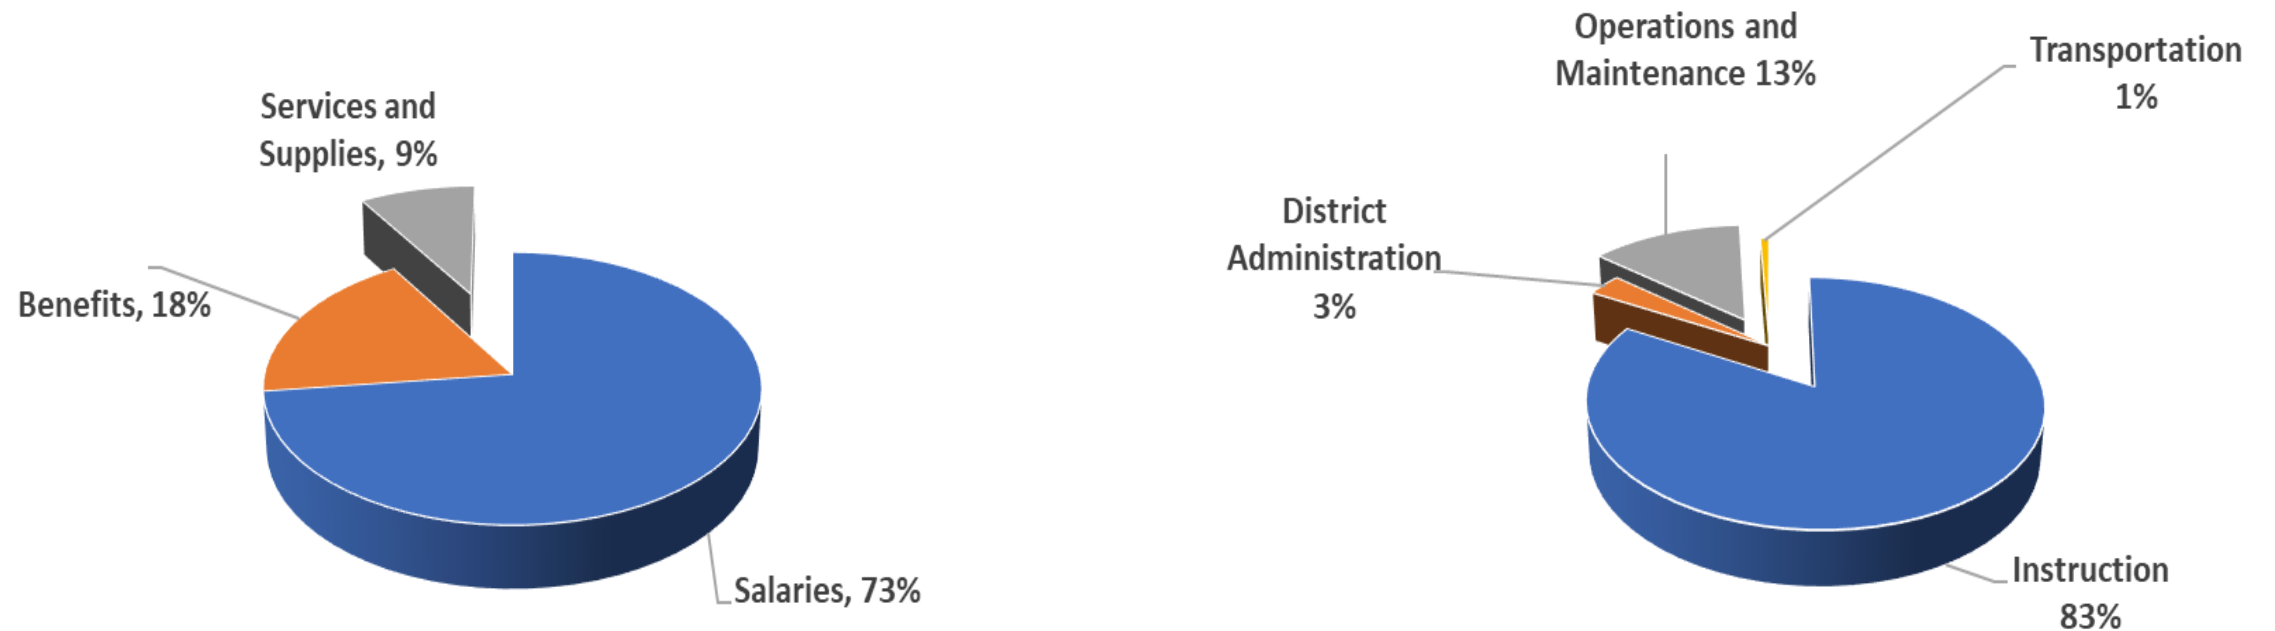 Services and
Supplies, 9%
Benefits, 18%
Salaries, 73%
Operations and
Maintenance 13%
Transportation
1%
District
Administration
3%
Instruction
83%